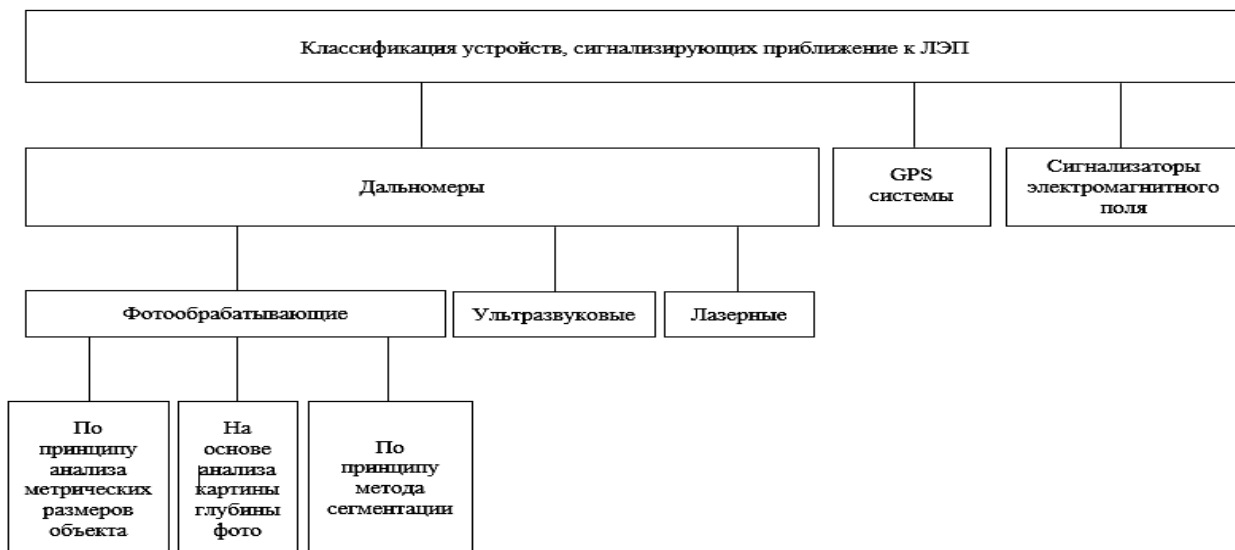 Классификация устройств, сигнализирующих приближение к ЛЭП
Дальномеры
GPS
системы
Сигнализаторы
электромагнитного
поля
Фотообрабатывающие
Ультразвуковые
Лазерные
По
принципу
анализа
метрических
размеров
объекта
На
основе
анализа
картины
глубины
фото
По
принципу
метода
сегментации